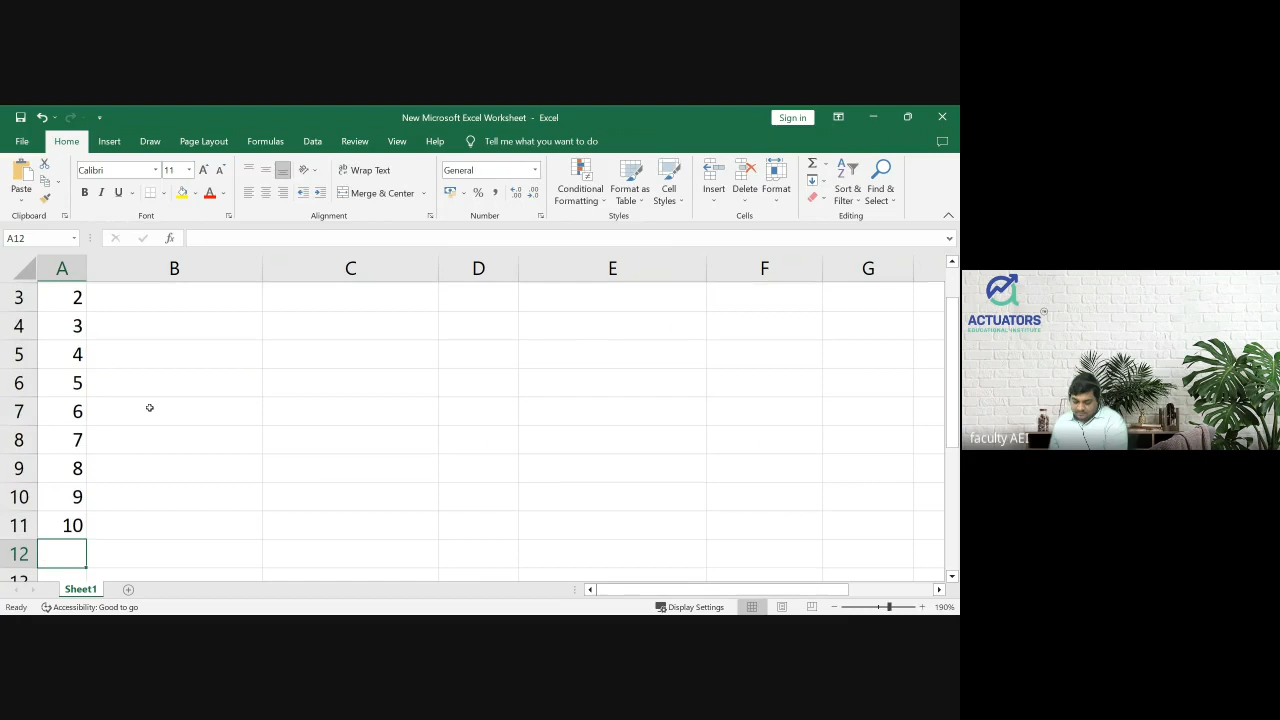 New Microsoft Excel Worksheet - Excel
Sign in
File Home Insert Draw Page Layout Formulas Data Review View Help Tell me what you want to do
Paste
Clipboard
Calibri 11
B I U
Font
Wrap Text
Merge & Center
Alignment
General
Number
Conditional Formatting
Format as Table
Cell Styles
Styles
Insert Delete Format
Cells
Sort & Filter
Find & Select
Editing
A12
fx
A B C D E F G
3 2
4 3
5 4
6 5
7 6
8 7
9 8
10 9
11 10
12
13
Sheet1
Ready Accessibility: Good to go Display Settings 190%
ACTUATORS
EDUCATIONAL INSTITUTE
faculty AEI